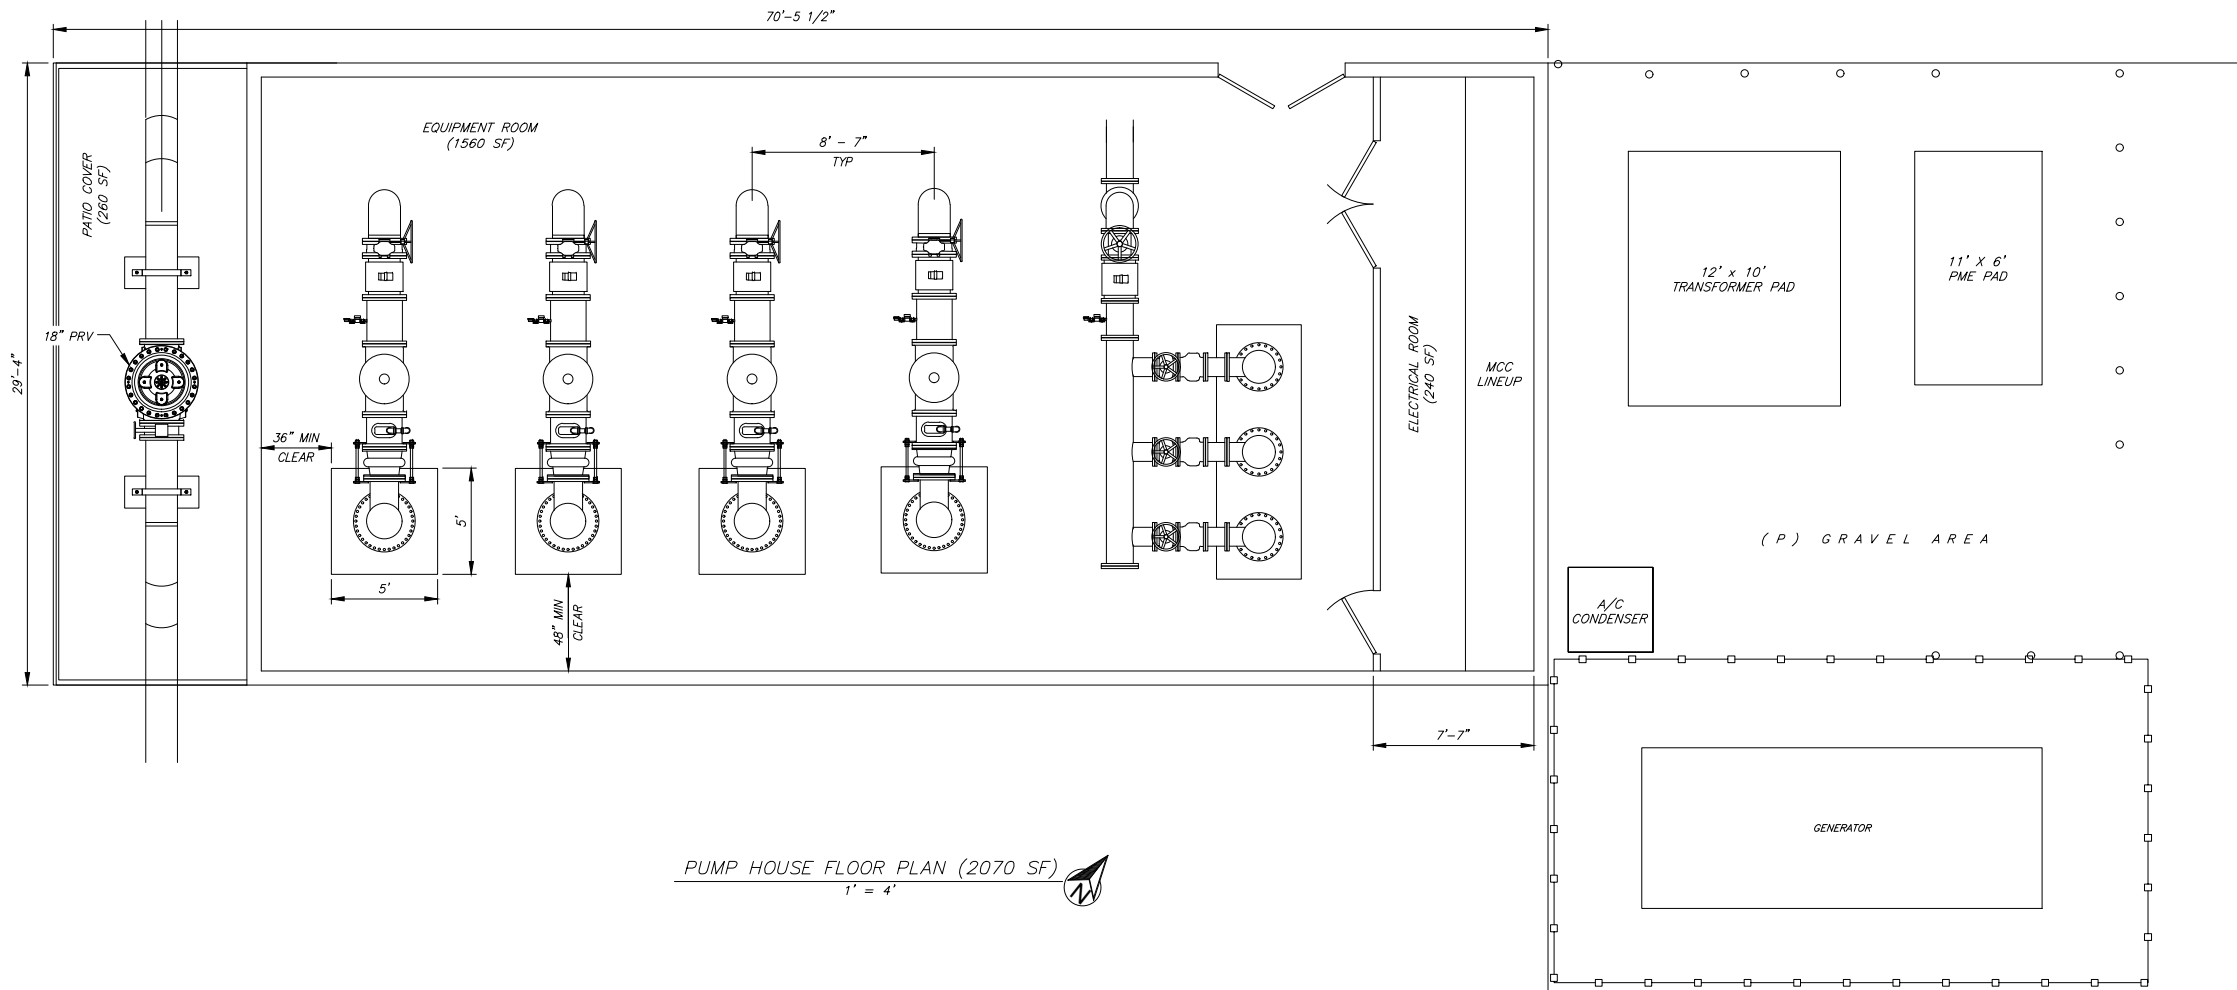 70'-5 1/2"
EQUIPMENT ROOM
(1560 SF)
8' - 7"
TYP
PATIO COVER
(260 SF)
18" PRV
29'-4"
36" MIN
CLEAR
5'
5'
48" MIN
CLEAR
ELECTRICAL ROOM
(240 SF)
MCC
LINEUP
7'-7"
12' x 10'
TRANSFORMER PAD
11' X 6'
PME PAD
(P) GRAVEL AREA
A/C
CONDENSER
GENERATOR
PUMP HOUSE FLOOR PLAN (2070 SF)
1' = 4'
N